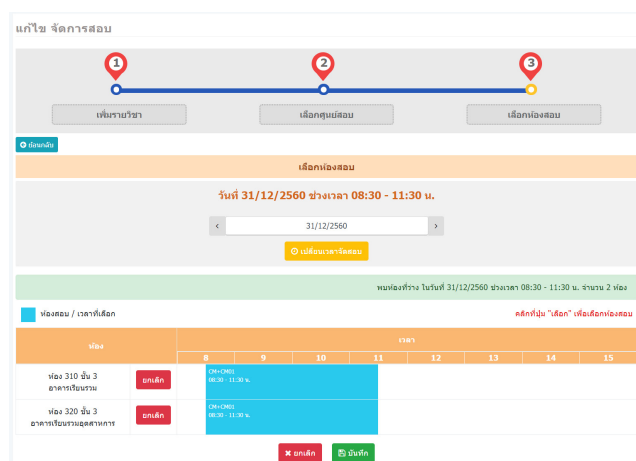 แก้ไข จัดการสอบ
1 2 3
เพิ่มรายวิชา เลือกศูนย์สอบ เลือกห้องสอบ
ย้อนกลับ
เลือกห้องสอบ
วันที่ 31/12/2560 ช่วงเวลา 08:30 - 11:30 น.
‹ 31/12/2560 ›
เปลี่ยนเวลาจัดสอบ
พบห้องที่ว่าง ในวันที่ 31/12/2560 ช่วงเวลา 08:30 - 11:30 น. จำนวน 2 ห้อง
ห้องสอบ / เวลาที่เลือก คลิกที่ปุ่ม "เลือก" เพื่อเลือกห้องสอบ
ห้อง เวลา
8 9 10 11 12 13 14 15
ห้อง 310 ชั้น 3
อาคารเรียนรวม
ยกเลิก
CM+CM01
08:30 - 11:30 น.
ห้อง 320 ชั้น 3
อาคารเรียนรวมอุตสาหการ
ยกเลิก
CM+CM01
08:30 - 11:30 น.
ยกเลิก บันทึก